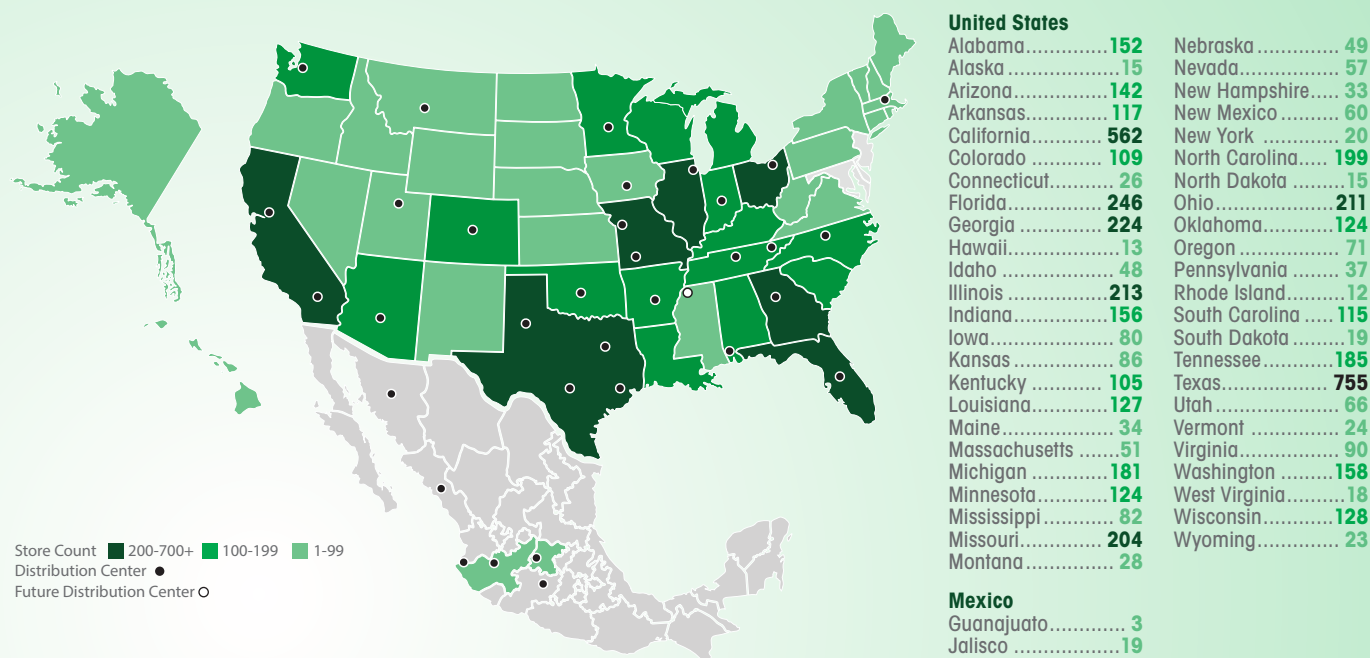 United States
Alabama...............152
Alaska ...................15
Arizona................142
Arkansas..............117
California.............562
Colorado .............109
Connecticut...........26
Florida.................246
Georgia................224
Hawaii...................13
Idaho ....................48
Illinois .................213
Indiana................156
Iowa......................80
Kansas...................86
Kentucky .............105
Louisiana.............127
Maine ...................34
Massachusetts .......51
Michigan .............181
Minnesota............124
Mississippi ............82
Missouri...............204
Montana................28
Mexico
Guanajuato............. 3
Jalisco ..................19
Nebraska ..............49
Nevada..................57
New Hampshire.....33
New Mexico ..........60
New York ..............20
North Carolina.....199
North Dakota ........15
Ohio.....................211
Oklahoma............124
Oregon ..................71
Pennsylvania .........37
Rhode Island..........12
South Carolina .....115
South Dakota .........19
Tennessee............185
Texas...................755
Utah......................66
Vermont ................24
Virginia..................90
Washington .........158
West Virginia.........18
Wisconsin............128
Wyoming...............23
Store Count 200-700+ 100-199 1-99
Distribution Center
Future Distribution Center